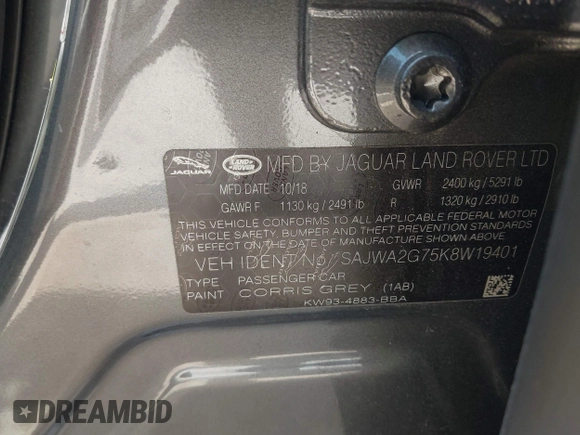 JAGUAR LAND ROVER MFD BY JAGUAR LAND ROVER LTD
MFD DATE 10/18 GVWR 2400 kg / 5291 lb
GAWR F 1130 kg / 2491 lb R 1320 kg / 2910 lb
THIS VEHICLE CONFORMS TO ALL APPLICABLE FEDERAL MOTOR
VEHICLE SAFETY, BUMPER, AND THEFT PREVENTION STANDARDS
IN EFFECT ON THE DATE OF MANUFACTURE SHOWN ABOVE.
VEH IDENT No. SAJWA2G75K8W19401
TYPE PASSENGER CAR
PAINT CORRIS GREY (1AB)
KW93-4883-BBA
DREAMBID